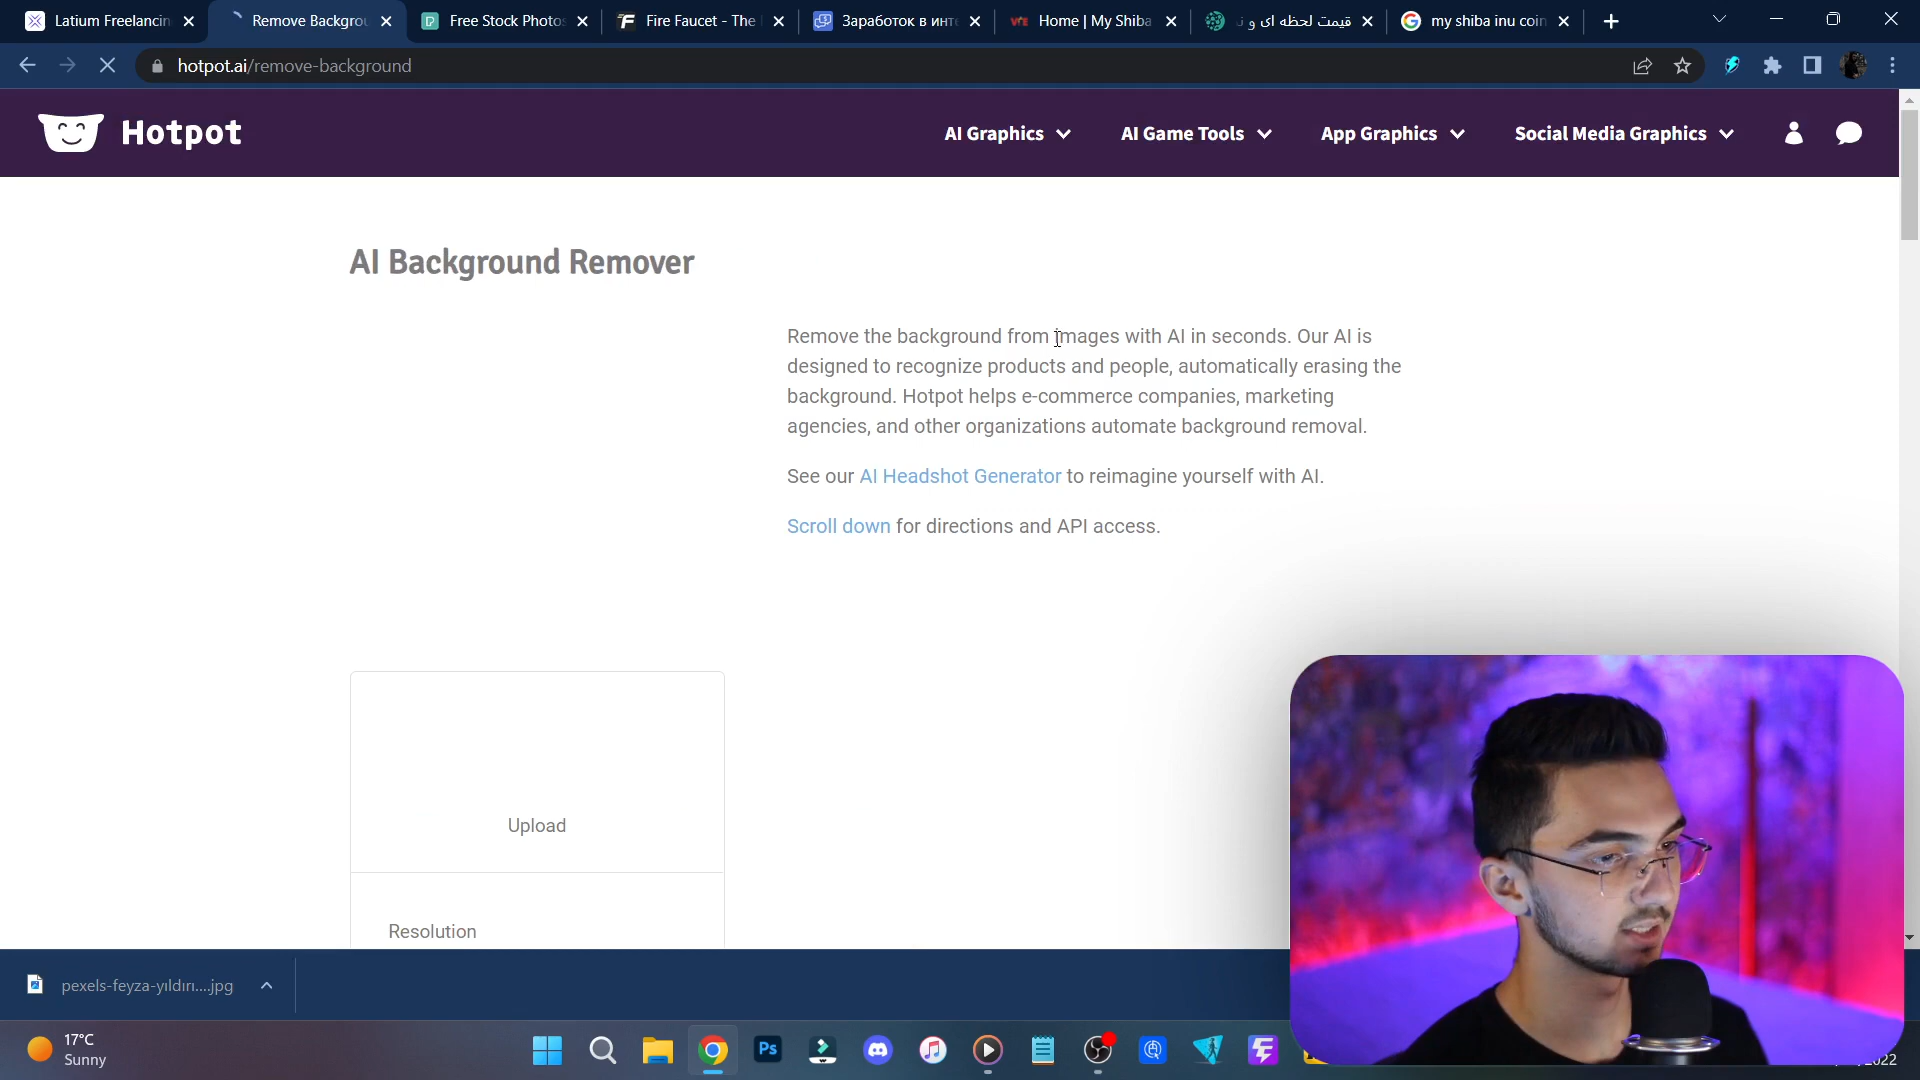 Latium Freelancin
Remove Backgrou
Free Stock Photos
Fire Faucet - The
Заработок в инте
Home | My Shiba
قیمت لحظه ای و ن
my shiba inu coin
hotpot.ai/remove-background
Hotpot
AI Graphics
AI Game Tools
App Graphics
Social Media Graphics
AI Background Remover
Remove the background from images with AI in seconds. Our AI is
designed to recognize products and people, automatically erasing the
background. Hotpot helps e-commerce companies, marketing
agencies, and other organizations automate background removal.
See our AI Headshot Generator to reimagine yourself with AI.
Scroll down for directions and API access.
Upload
Resolution
pexels-feyza-yıldırı....jpg
17°C
Sunny
Ps